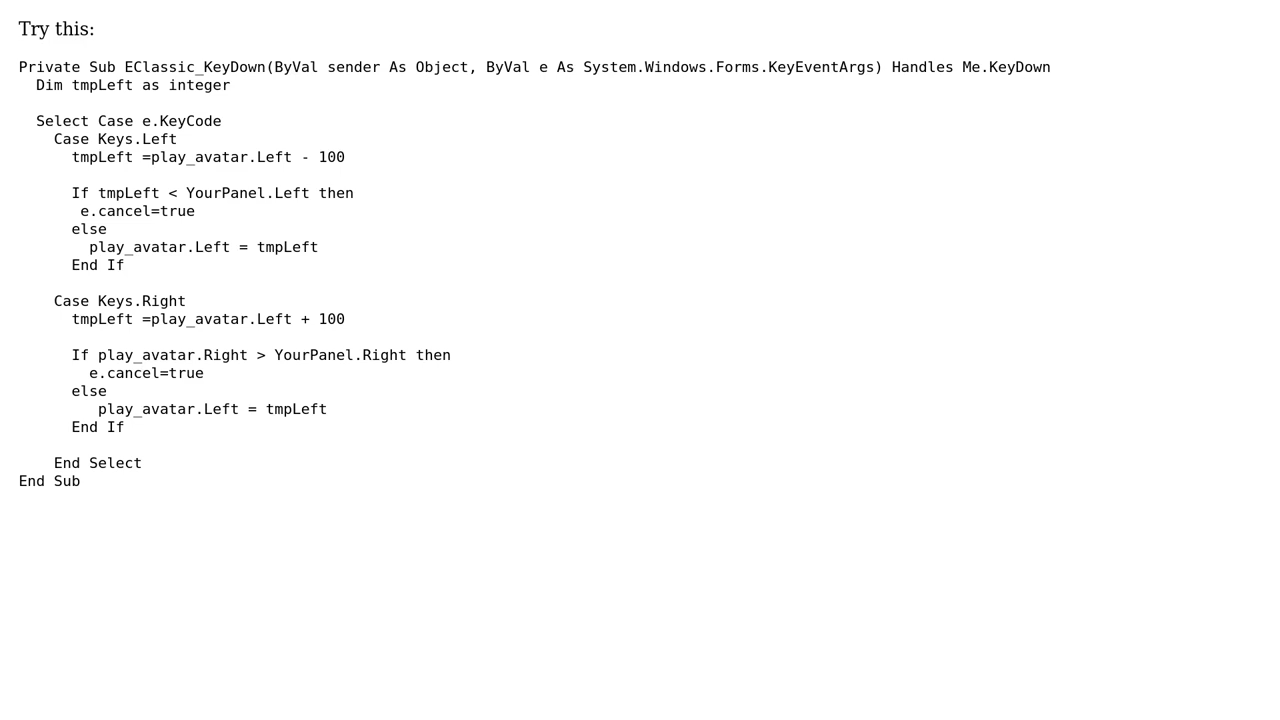 Try this:
Private Sub EClassic_KeyDown(ByVal sender As Object, ByVal e As System.Windows.Forms.KeyEventArgs) Handles Me.KeyDown
  Dim tmpLeft as integer

  Select Case e.KeyCode
    Case Keys.Left
      tmpLeft =play_avatar.Left - 100

      If tmpLeft < YourPanel.Left then
       e.cancel=true
      else
        play_avatar.Left = tmpLeft
      End If

    Case Keys.Right
      tmpLeft =play_avatar.Left + 100

      If play_avatar.Right > YourPanel.Right then
        e.cancel=true
      else
         play_avatar.Left = tmpLeft
      End If

    End Select
End Sub